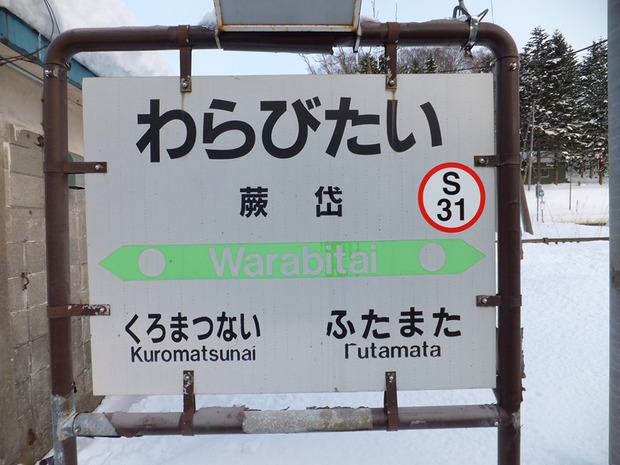 わらびたい
蕨岱
S
31
Warabitai
くろまつない
Kuromatsunai
ふたまた
Futamata